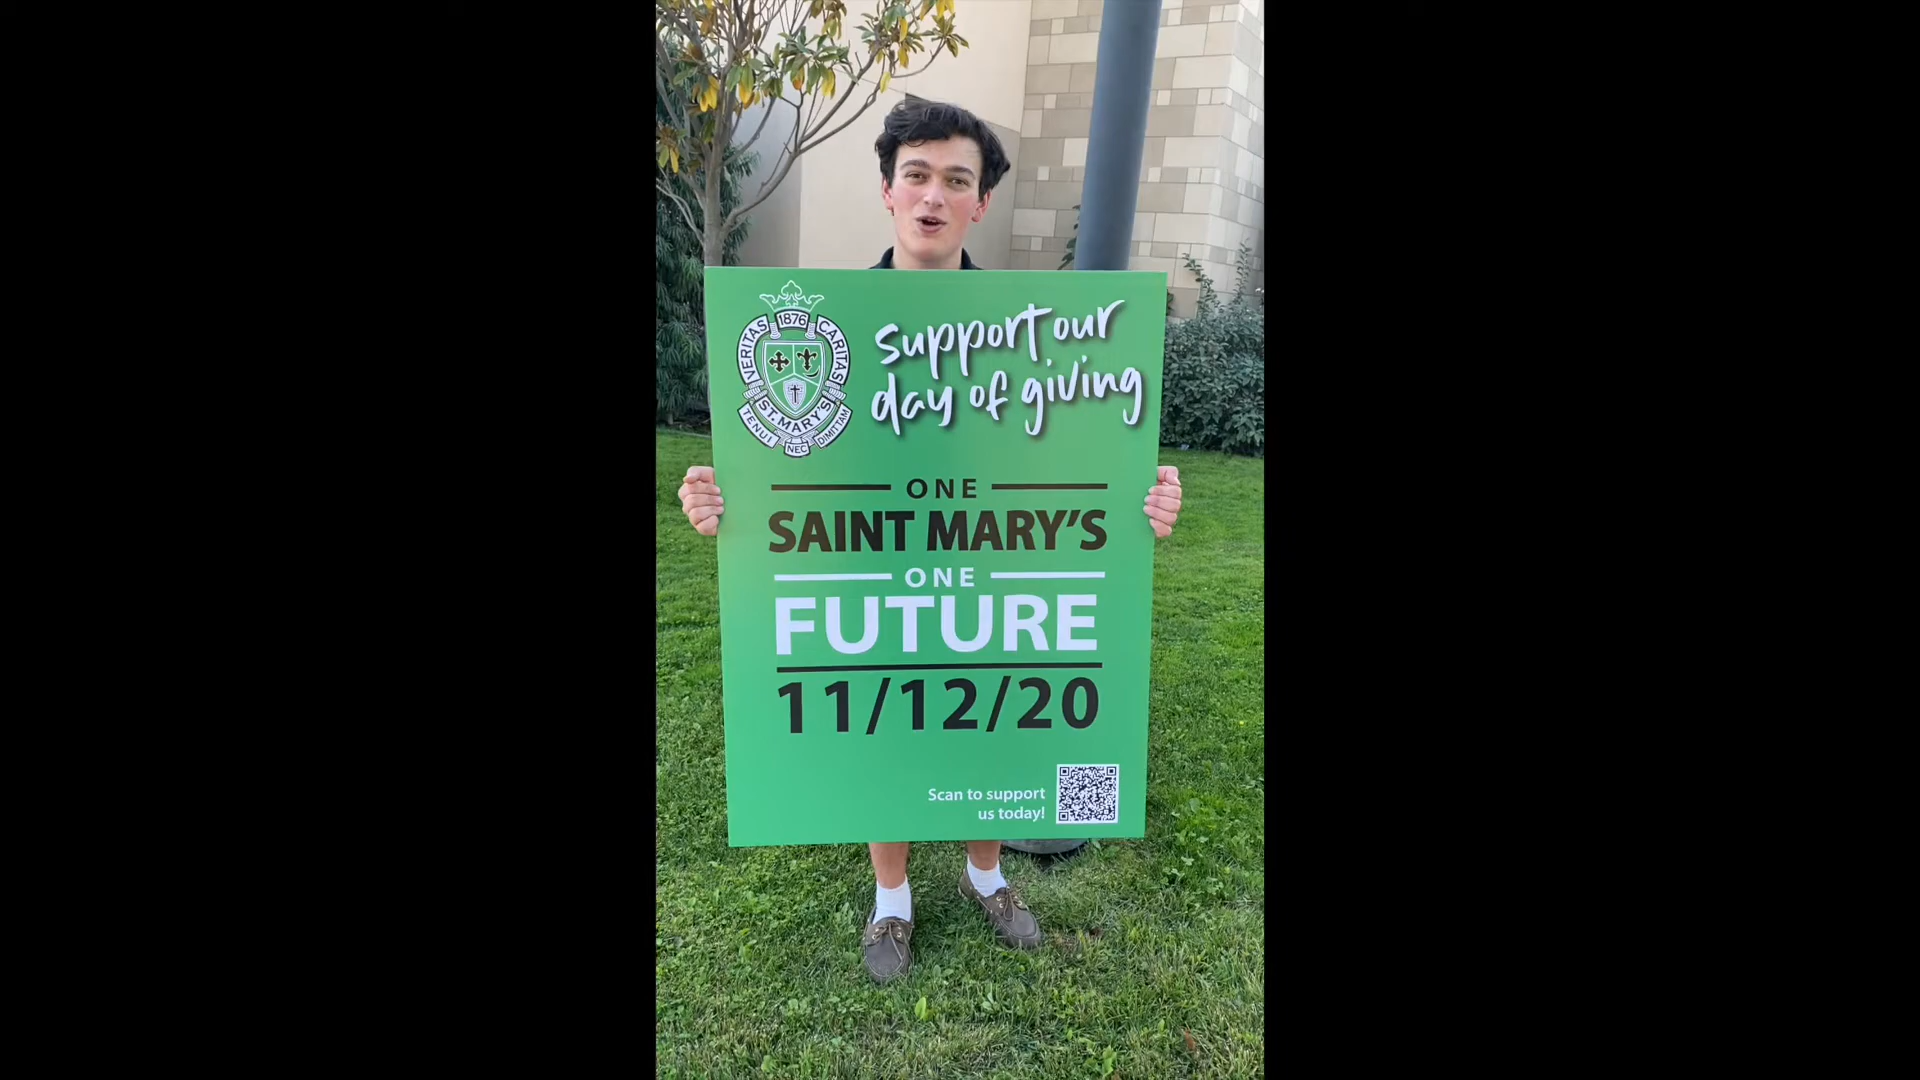 1876
VERITAS
CARITAS
ST. MARY'S
TENUI
NEC
DIMITTAM
support our
day of giving
ONE
SAINT MARY'S
ONE
FUTURE
11/12/20
Scan to support
us today!